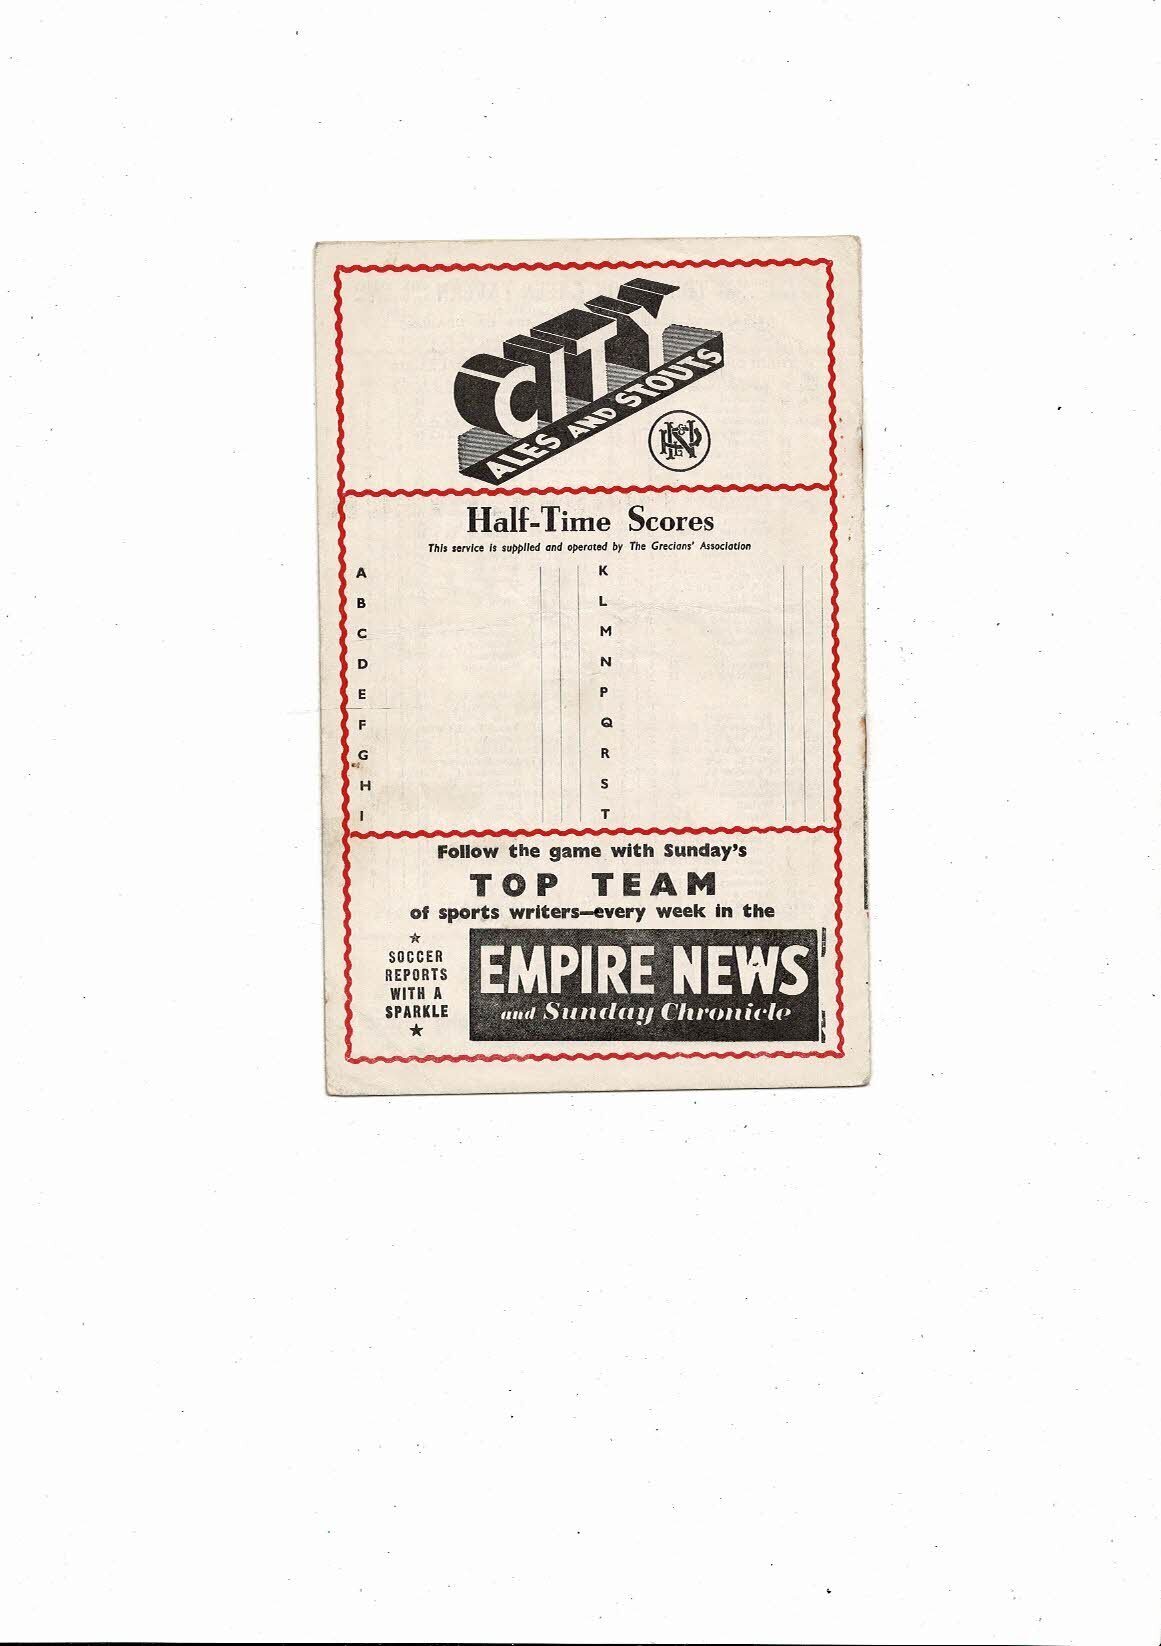 CITY
ALES AND STOUTS
Half-Time Scores
This service is supplied and operated by The Grecians' Association
A
B
C
D
E
F
G
H
I
K
L
M
N
P
Q
R
S
T
Follow the game with Sunday's
TOP TEAM
of sports writers—every week in the
SOCCER
REPORTS
WITH A
SPARKLE
EMPIRE NEWS
and Sunday Chronicle